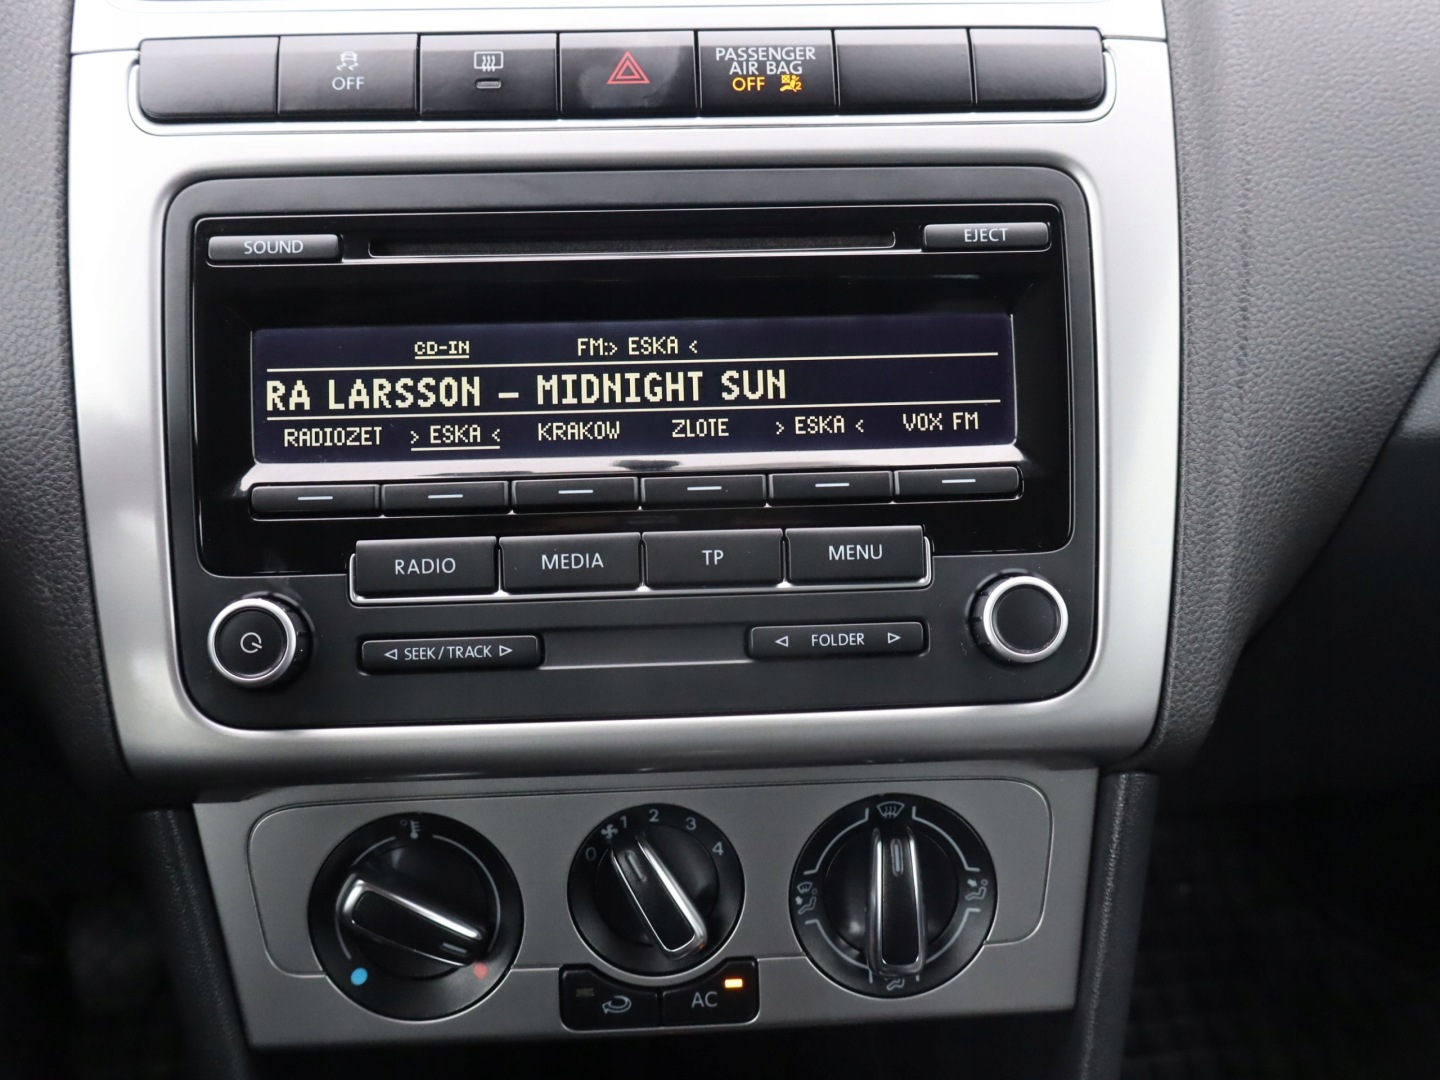 OFF
PASSENGER
AIR BAG
OFF 2
SOUND
EJECT
CD-IN FM:> ESKA <
RA LARSSON - MIDNIGHT SUN
RADIOZET > ESKA < KRAKOW ZLOTE > ESKA < VOX FM
RADIO MEDIA TP MENU
SEEK/TRACK
FOLDER
0 1 2 3 4
AC